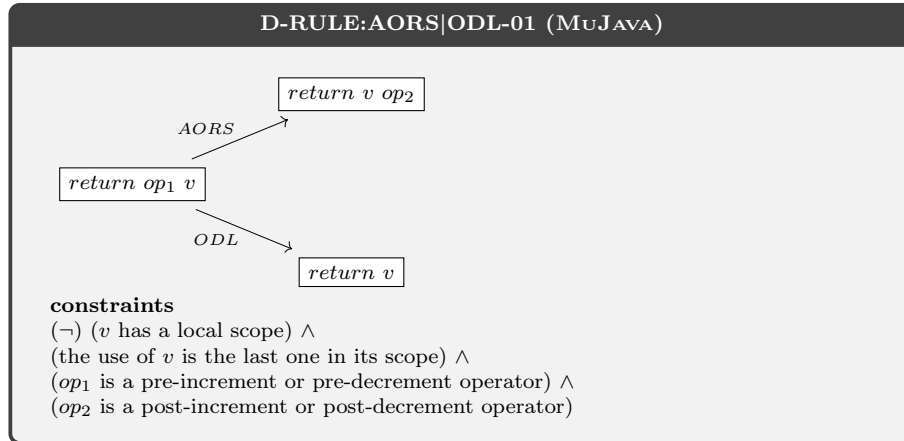 D-RULE:AORS|ODL-01 (MUJAVA)
return v op₂
AORS
return op₁ v
ODL
return v
constraints
(¬) (v has a local scope) ∧
(the use of v is the last one in its scope) ∧
(op₁ is a pre-increment or pre-decrement operator) ∧
(op₂ is a post-increment or post-decrement operator)